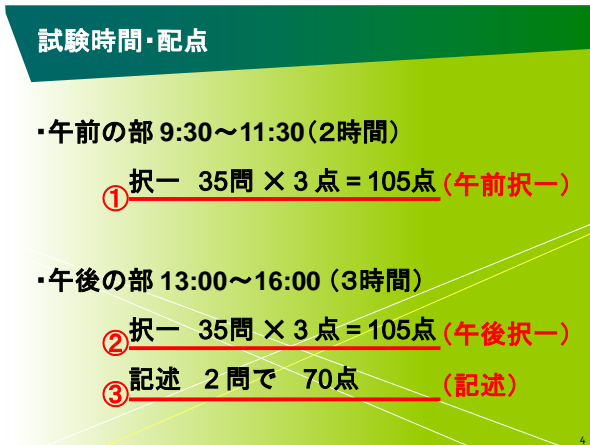 試験時間・配点
・午前の部 9:30～11:30（２時間）
① 択一　35問 × ３点＝105点（午前択一）
・午後の部 13:00～16:00（３時間）
② 択一　35問 × ３点＝105点（午後択一）
③ 記述　２問で　70点　（記述）
4